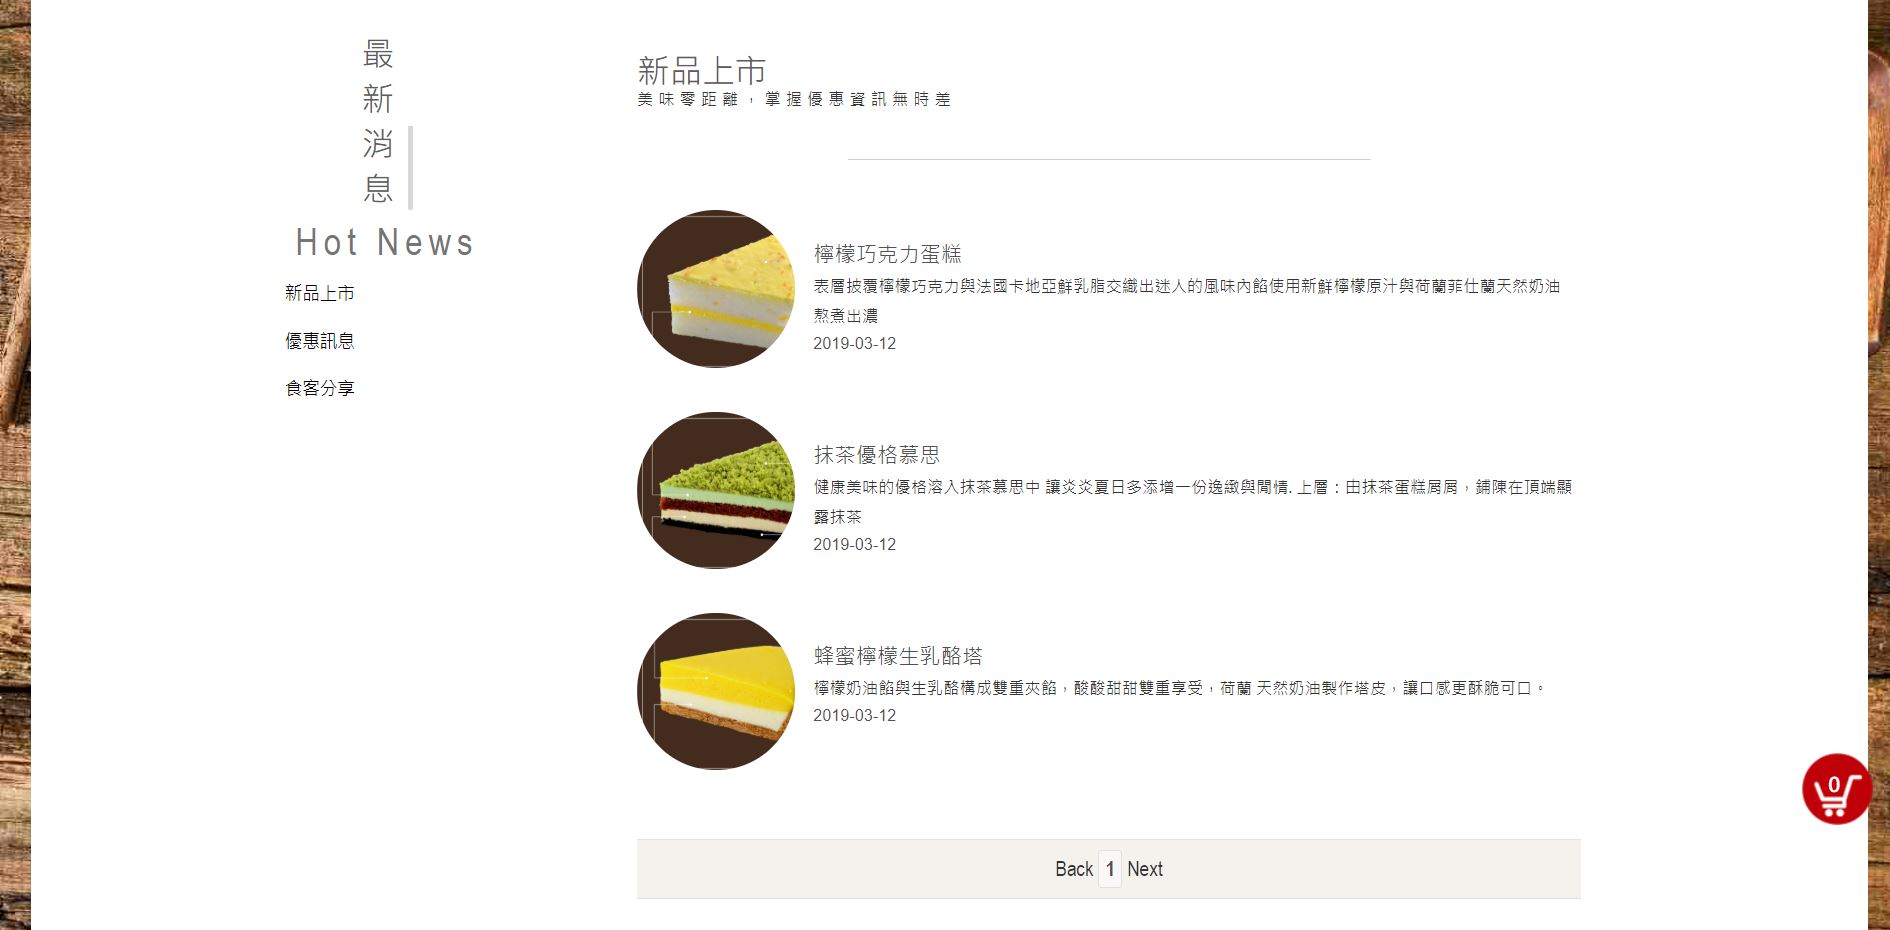 最新消息
Hot News
新品上市
優惠訊息
食客分享
新品上市
美味零距離，掌握優惠資訊無時差
檸檬巧克力蛋糕
表層披覆檸檬巧克力與法國卡地亞鮮乳脂交織出迷人的風味內餡使用新鮮檸檬原汁與荷蘭菲仕蘭天然奶油
熬煮出濃
2019-03-12
抹茶優格慕思
健康美味的優格溶入抹茶慕思中 讓炎炎夏日多添增一份逸緻與閒情. 上層：由抹茶蛋糕屑屑，鋪陳在頂端顯
露抹茶
2019-03-12
蜂蜜檸檬生乳酪塔
檸檬奶油餡與生乳酪構成雙重夾餡，酸酸甜甜雙重享受，荷蘭 天然奶油製作塔皮，讓口感更酥脆可口。
2019-03-12
0
Back 1 Next